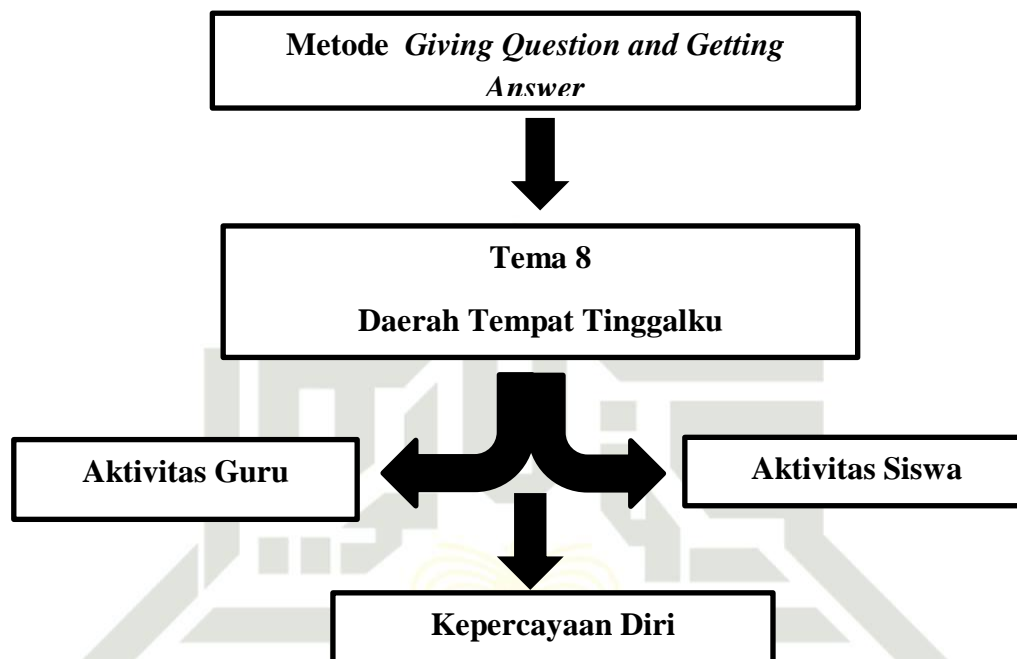 Metode Giving Question and Getting
Answer
Tema 8
Daerah Tempat Tinggalku
Aktivitas Guru
Aktivitas Siswa
Kepercayaan Diri